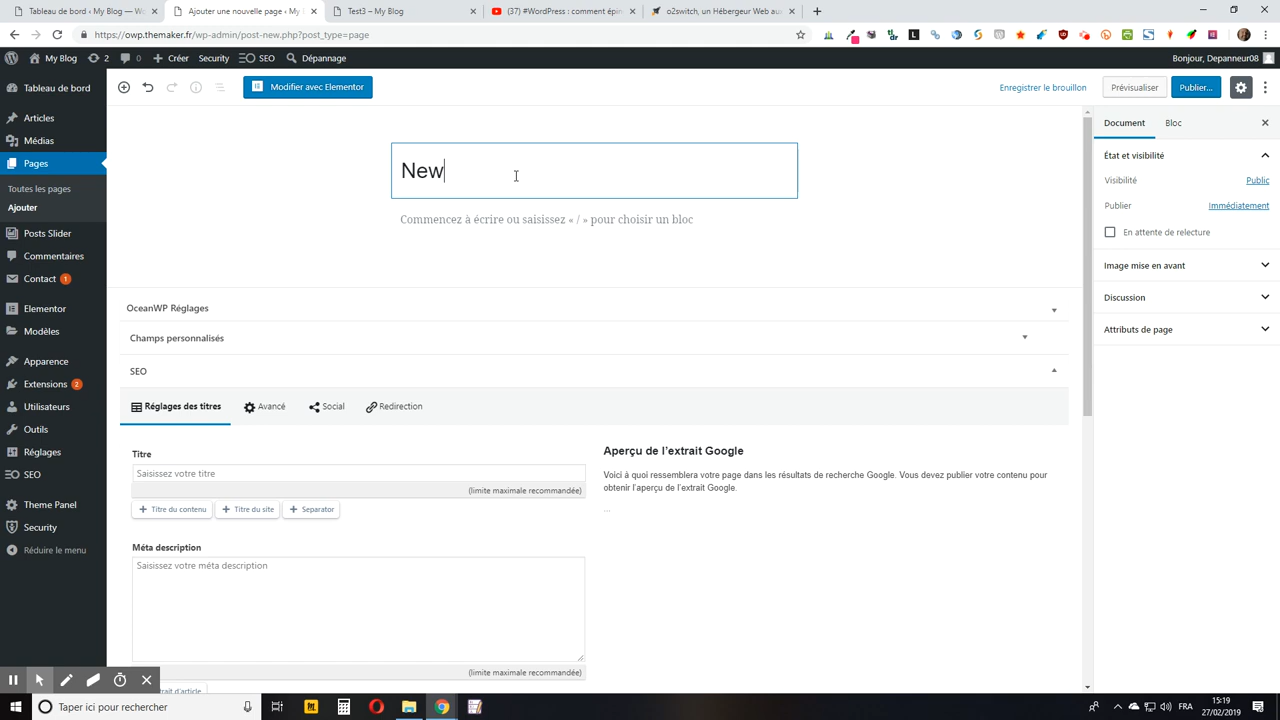 Tableau de bord ‹ My Blog
Ajouter une nouvelle page ‹ My
Test3 – My Blog
(37) #WordPress : comment épin
o2switch, un Hébergeur Web au
https://owp.themaker.fr/wp-admin/post-new.php?post_type=page
My Blog
2
0
Créer
Security
SEO
Dépannage
Bonjour, Depanneur08
Tableau de bord
Articles
Médias
Pages
Toutes les pages
Ajouter
Posts Slider
Commentaires
Contact 1
Elementor
Modèles
Apparence
Extensions 2
Utilisateurs
Outils
Réglages
SEO
Theme Panel
Security
Réduire le menu
Modifier avec Elementor
Enregistrer le brouillon
Prévisualiser
Publier...
New
Commencez à écrire ou saisissez « / » pour choisir un bloc
OceanWP Réglages
Champs personnalisés
SEO
Réglages des titres
Avancé
Social
Redirection
Titre
Saisissez votre titre
(limite maximale recommandée)
Titre du contenu
Titre du site
Separator
Méta description
Saisissez votre méta description
(limite maximale recommandée)
trait d'article
Aperçu de l'extrait Google
Voici à quoi ressemblera votre page dans les résultats de recherche Google. Vous devez publier votre contenu pour
obtenir l'aperçu de l'extrait Google.
...
Document
Bloc
État et visibilité
Visibilité
Public
Publier
Immédiatement
En attente de relecture
Image mise en avant
Discussion
Attributs de page
Taper ici pour rechercher
FRA
15:19
27/02/2019